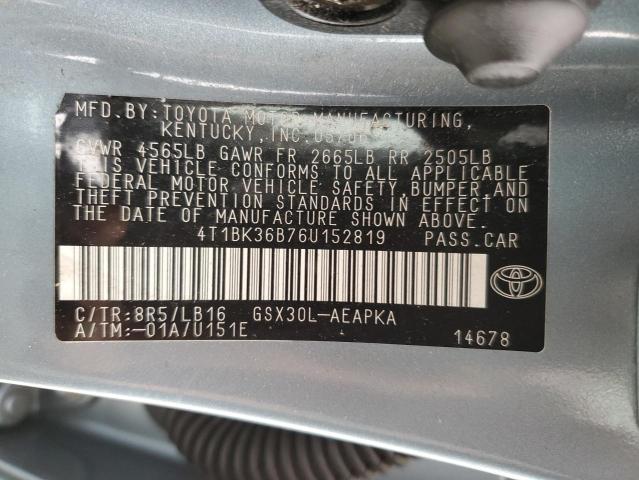 MFD. BY: TOYOTA MOTOR MANUFACTURING,
KENTUCKY, INC.
GVWR 4565LB GAWR FR 2665LB RR 2505LB
THIS VEHICLE CONFORMS TO ALL APPLICABLE
FEDERAL MOTOR VEHICLE SAFETY, BUMPER, AND
THEFT PREVENTION STANDARDS IN EFFECT ON
THE DATE OF MANUFACTURE SHOWN ABOVE.
4T1BK36B76U152819 PASS. CAR
C/TR: 8R5/LB16 GSX30L-AEAPKA
A/TM: -01A/U151E 14678